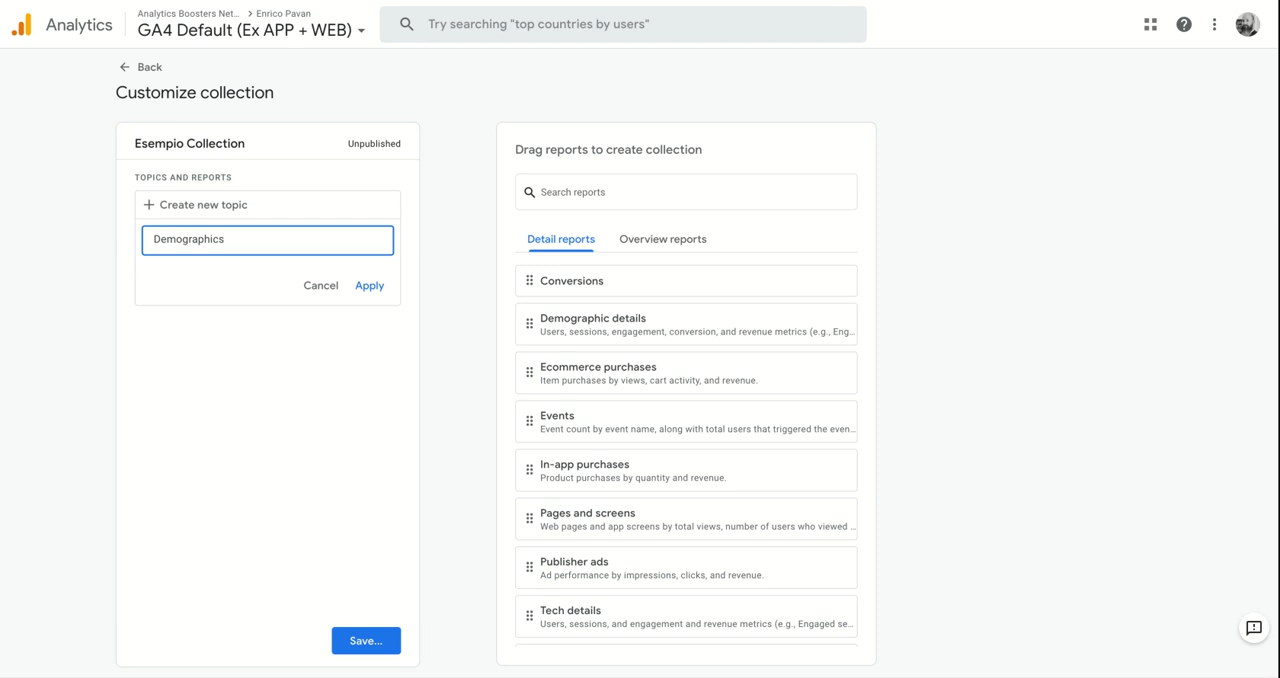 Analytics
Analytics Boosters Net... > Enrico Pavan
GA4 Default (Ex APP + WEB)
Try searching "top countries by users"
Back
Customize collection
Esempio Collection
Unpublished
TOPICS AND REPORTS
+ Create new topic
Demographics
Cancel
Apply
Save...
Drag reports to create collection
Search reports
Detail reports
Overview reports
Conversions
Demographic details
Users, sessions, engagement, conversion, and revenue metrics (e.g., Eng...
Ecommerce purchases
Item purchases by views, cart activity, and revenue.
Events
Event count by event name, along with total users that triggered the even...
In-app purchases
Product purchases by quantity and revenue.
Pages and screens
Web pages and app screens by total views, number of users who viewed ...
Publisher ads
Ad performance by impressions, clicks, and revenue.
Tech details
Users, sessions, and engagement and revenue metrics (e.g., Engaged se...